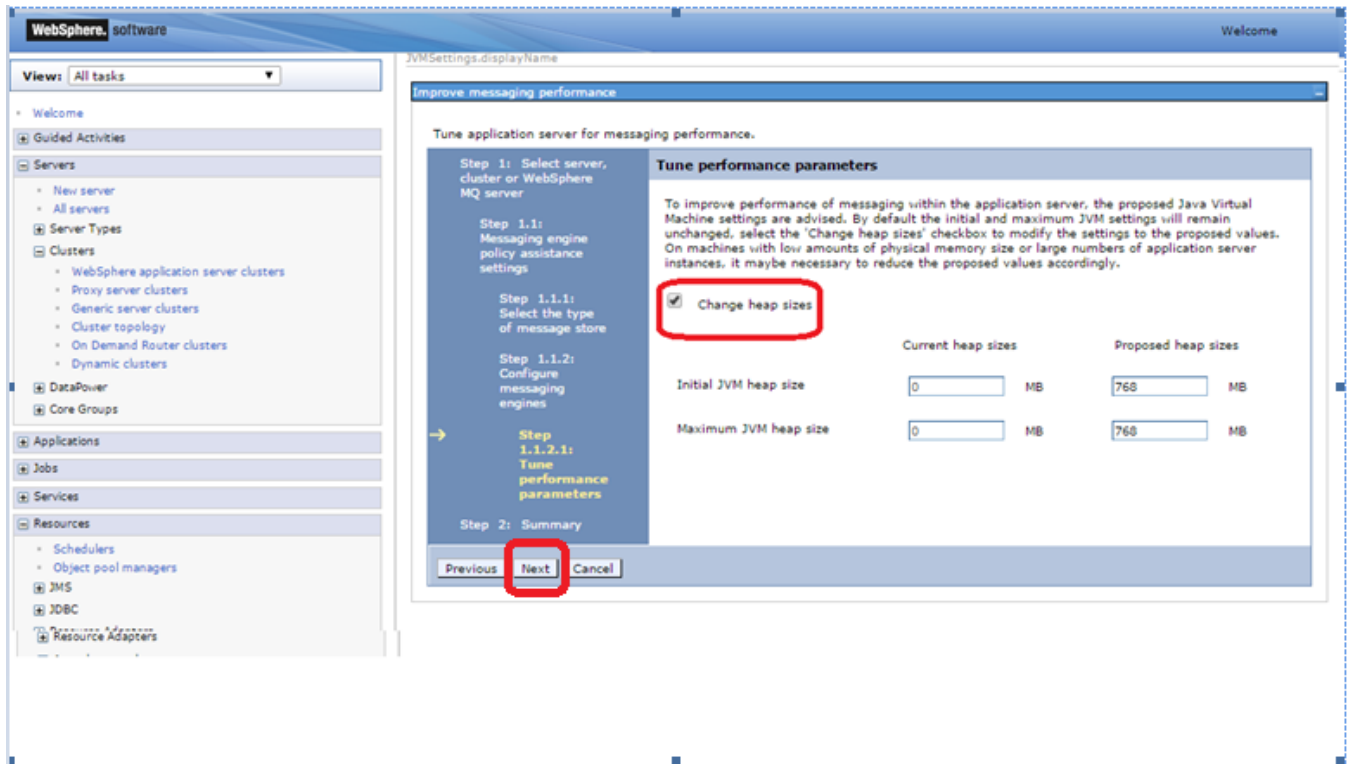 WebSphere. software
Welcome
View: All tasks
Welcome
Guided Activities
Servers
New server
All servers
Server Types
Clusters
WebSphere application server clusters
Proxy server clusters
Generic server clusters
Cluster topology
On Demand Router clusters
Dynamic clusters
DataPower
Core Groups
Applications
Jobs
Services
Resources
Schedulers
Object pool managers
JMS
JDBC
Resource Adapters
JVMSettings.displayName
Improve messaging performance
Tune application server for messaging performance.
Step 1: Select server,
cluster or WebSphere
MQ server
Step 1.1:
Messaging engine
policy assistance
settings
Step 1.1.1:
Select the type
of message store
Step 1.1.2:
Configure
messaging
engines
Step
1.1.2.1:
Tune
performance
parameters
Step 2: Summary
Tune performance parameters
To improve performance of messaging within the application server, the proposed Java Virtual
Machine settings are advised. By default the initial and maximum JVM settings will remain
unchanged, select the 'Change heap sizes' checkbox to modify the settings to the proposed values.
On machines with low amounts of physical memory size or large numbers of application server
instances, it maybe necessary to reduce the proposed values accordingly.
Change heap sizes
Current heap sizes Proposed heap sizes
Initial JVM heap size 0 MB 768 MB
Maximum JVM heap size 0 MB 768 MB
Previous Next Cancel